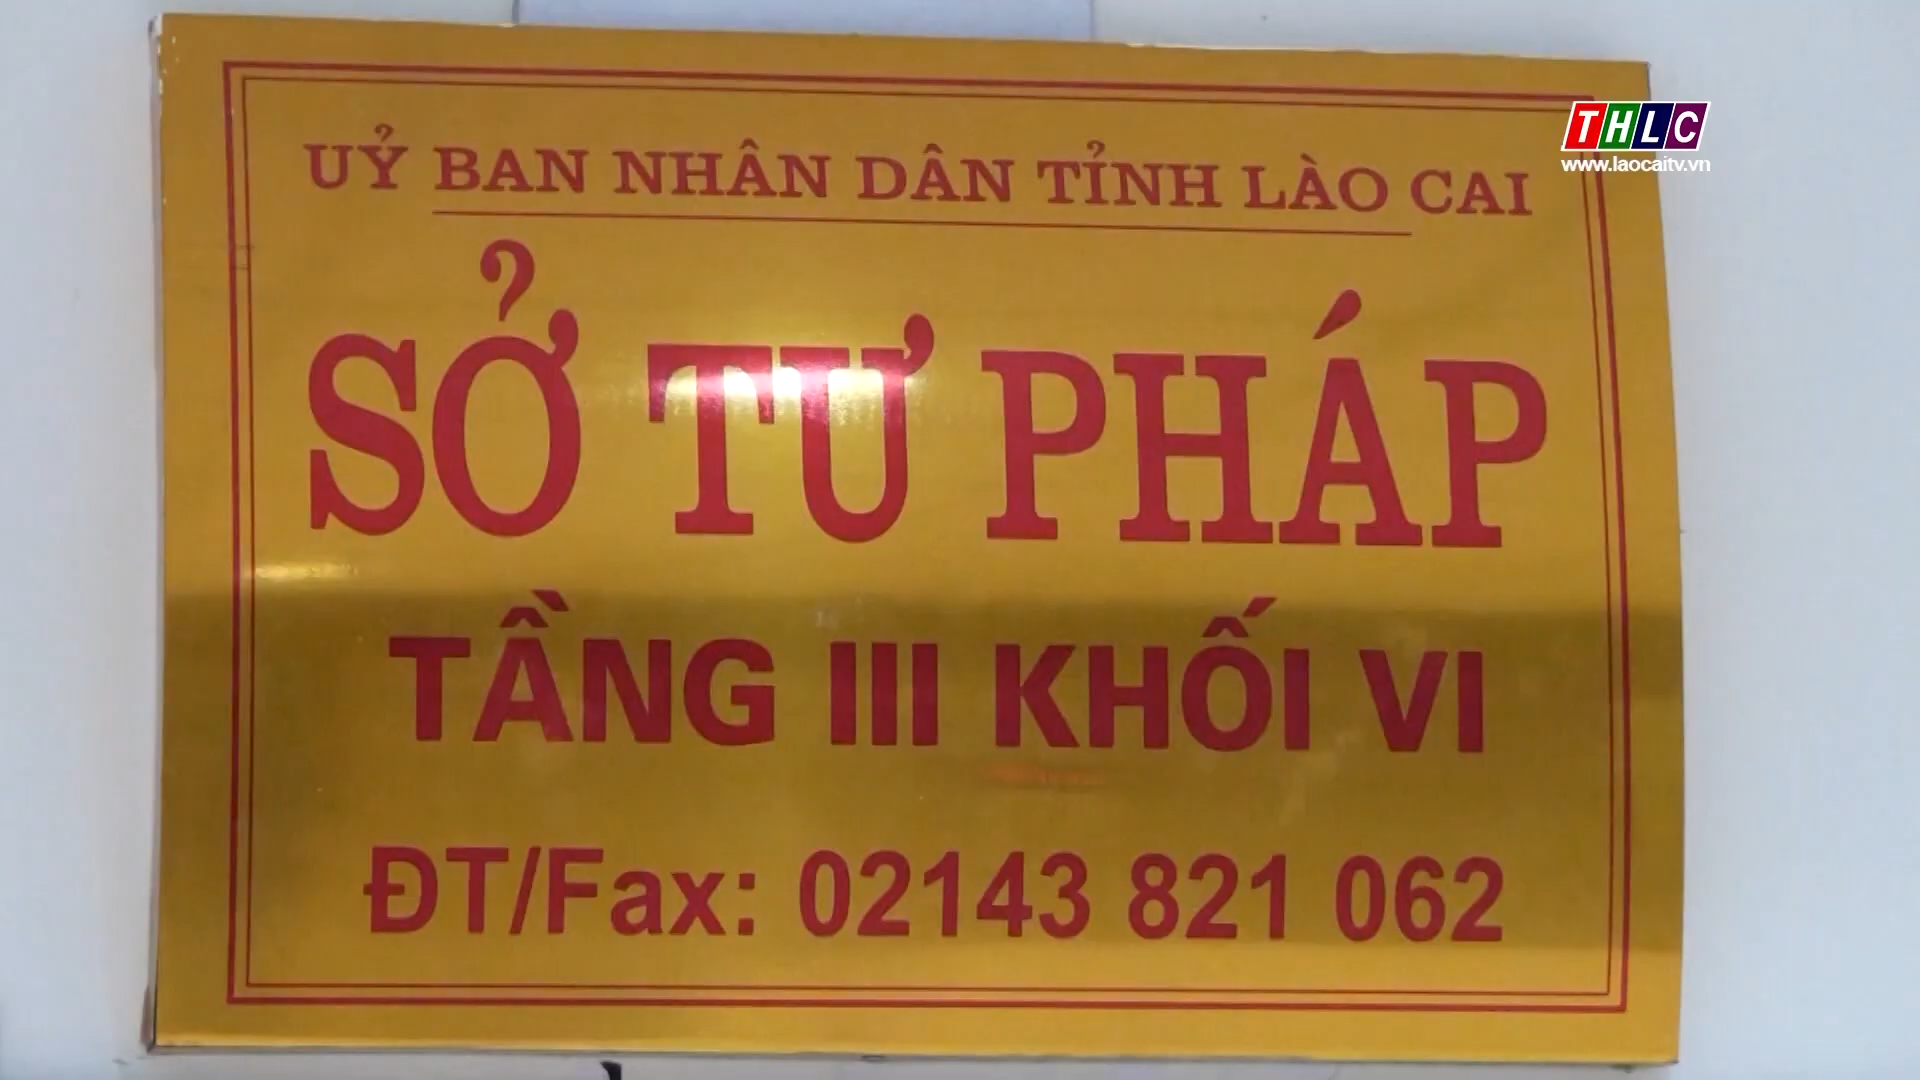 THLC
www.laocaitv.vn
UỶ BAN NHÂN DÂN TỈNH LÀO CAI
SỞ TƯ PHÁP
TẦNG III KHỐI VI
ĐT/Fax: 02143 821 062